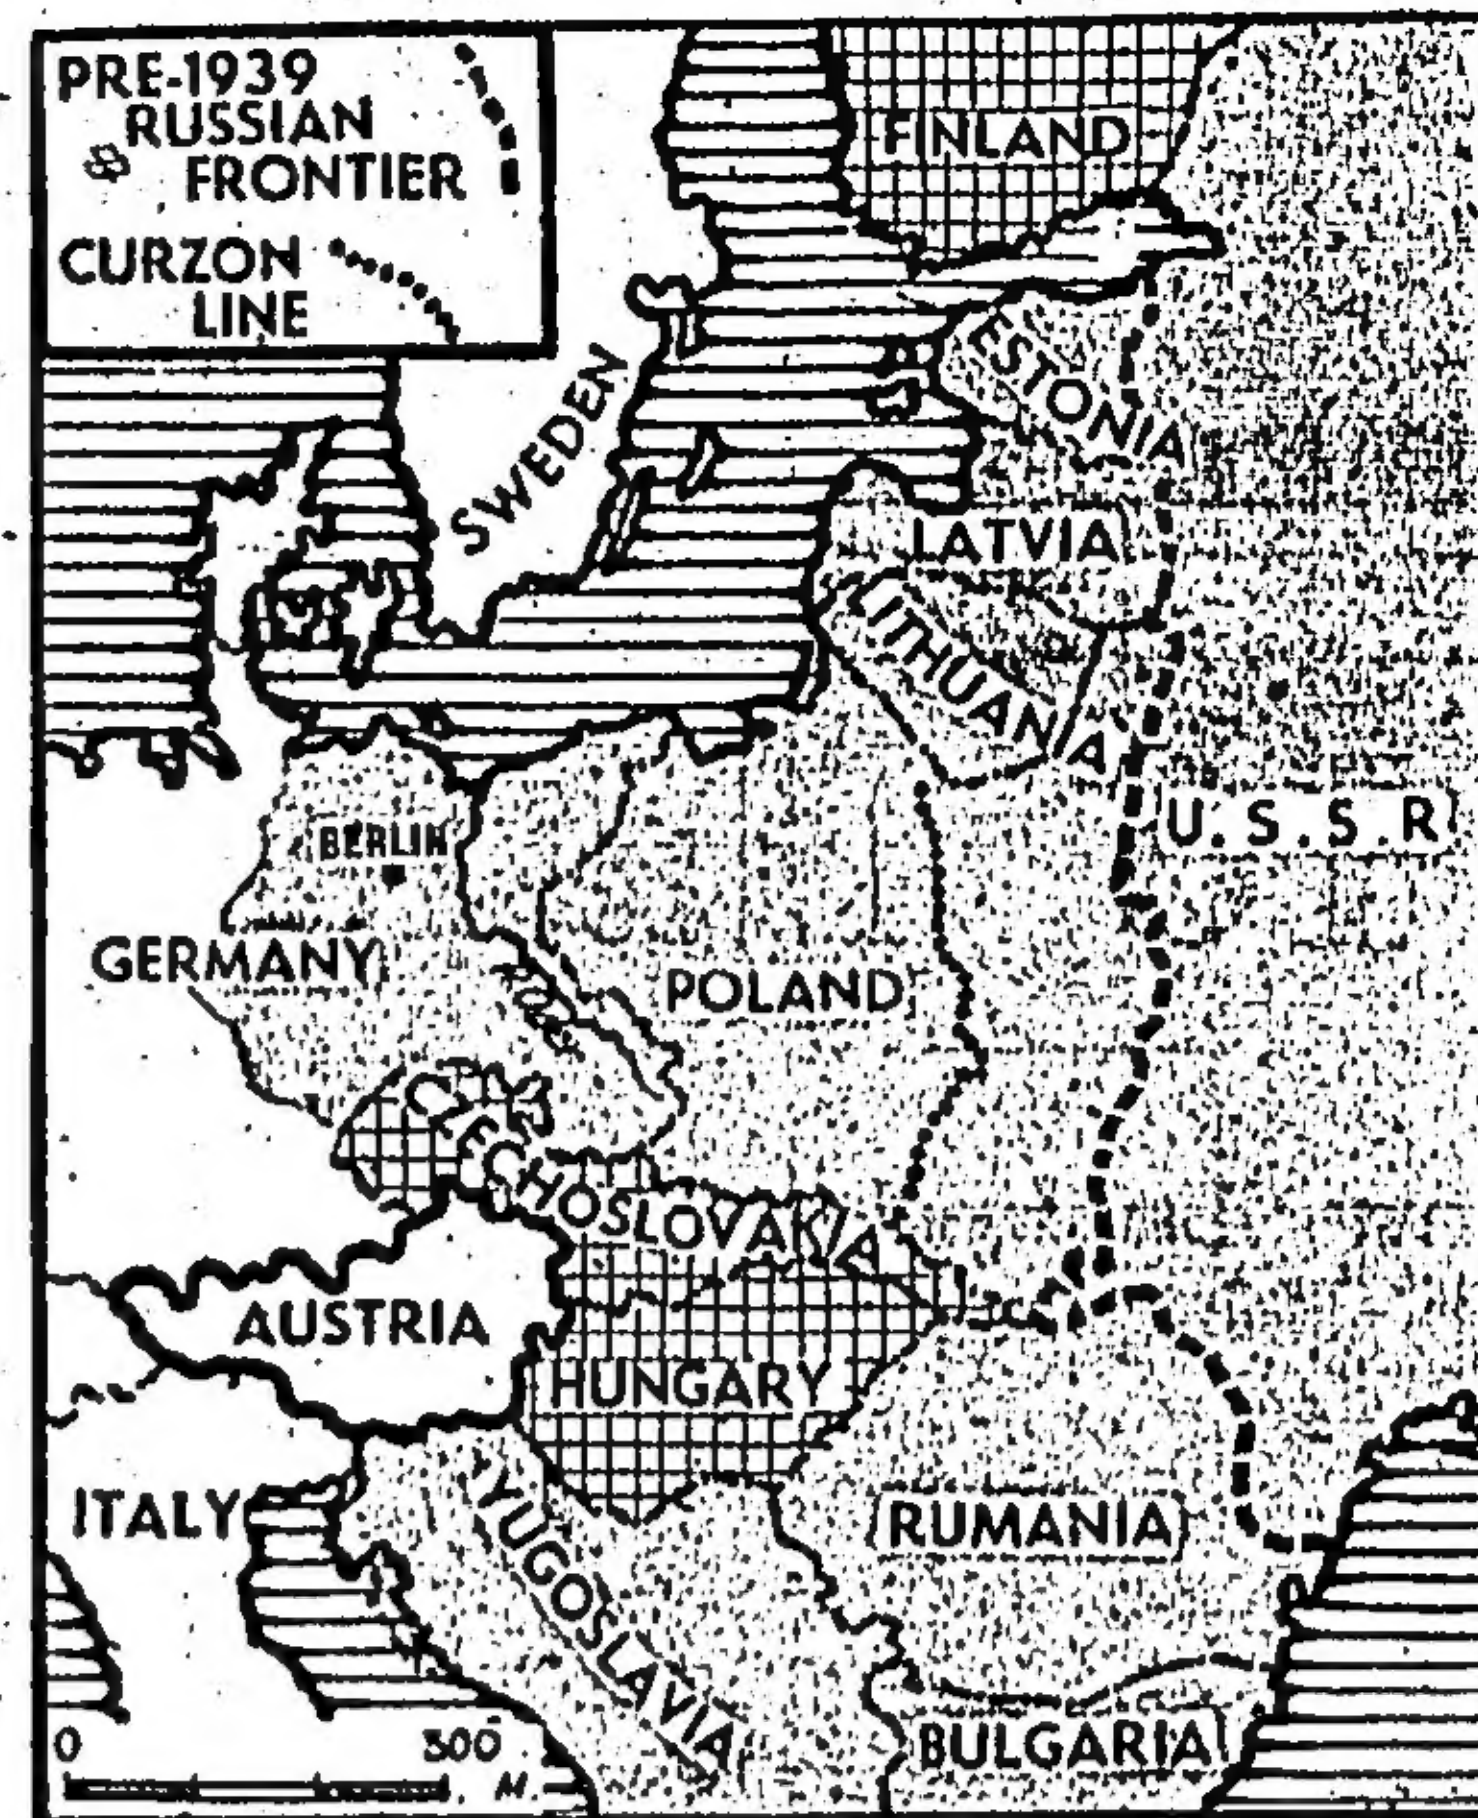 PRE-1939
RUSSIAN
FRONTIER
CURZON
LINE
FINLAND
ESTONIA
SWEDEN
LATVIA
LITHUANIA
U.S.S.R
BERLIN
GERMANY
POLAND
CZECHOSLOVAKIA
AUSTRIA
HUNGARY
ITALY
YUGOSLAVIA
RUMANIA
BULGARIA
0 300
M.